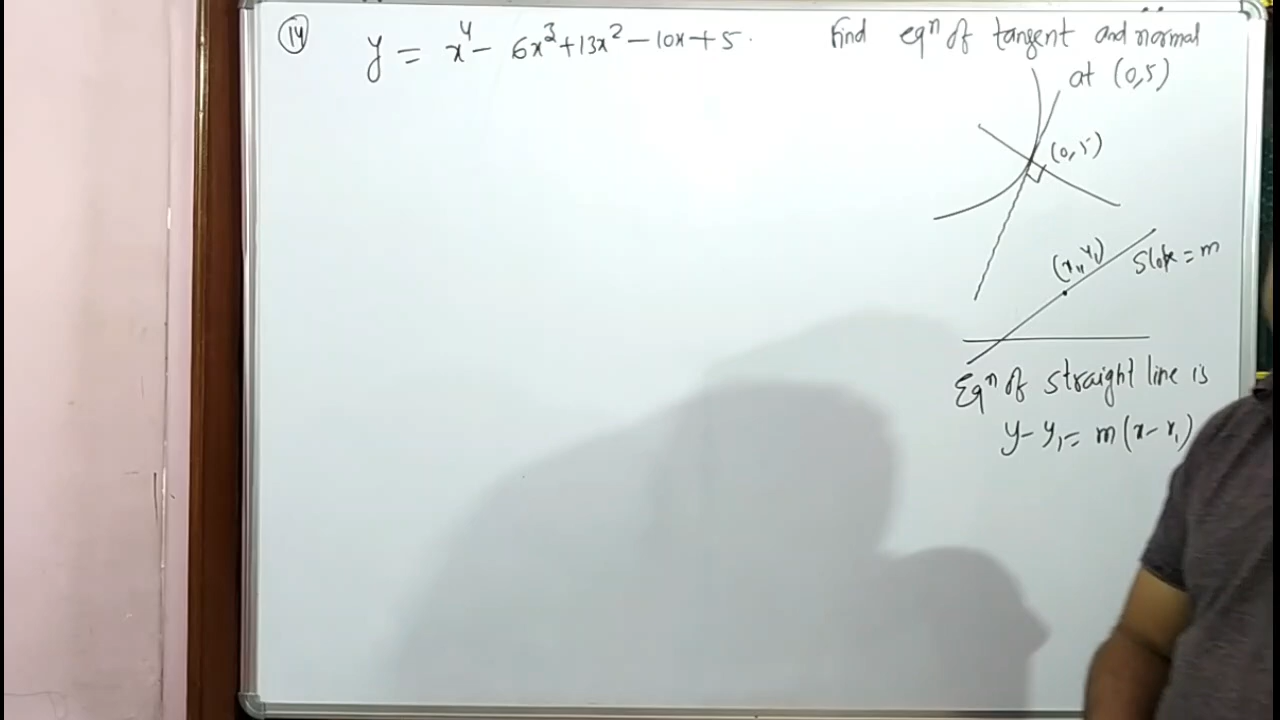 14 y = x⁴ - 6x³ + 13x² - 10x + 5. Find eqⁿ of tangent and normal
at (0,5)
(0,5)
(x₁,y₁) Slope = m
Eqⁿ of straight line is
y - y₁ = m(x - x₁)